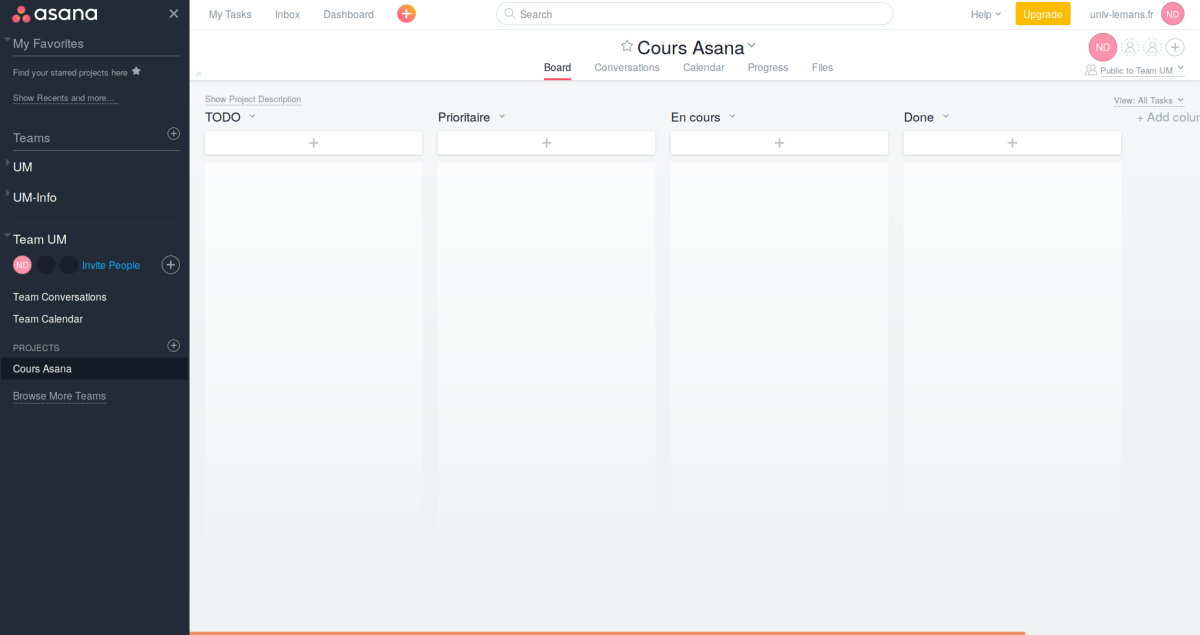 asana
My Favorites
Find your starred projects here
Show Recents and more...
Teams
UM
UM-Info
Team UM
ND
Invite People
Team Conversations
Team Calendar
PROJECTS
Cours Asana
Browse More Teams
My Tasks Inbox Dashboard
Search
Help
Upgrade
univ-lemans.fr ND
Cours Asana
ND
Board Conversations Calendar Progress Files
Public to Team UM
Show Project Description
View: All Tasks
TODO Prioritaire En cours Done + Add colur